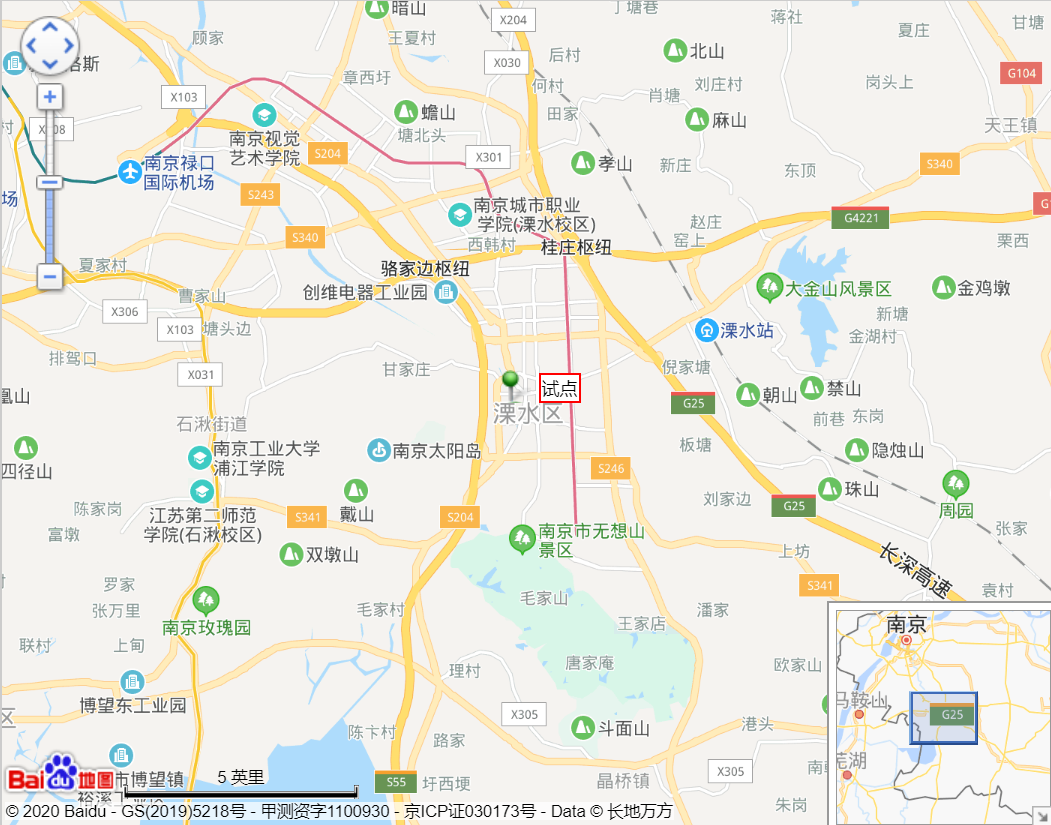 暗山
X204
丁塘巷
蒋社
甘塘
顾家
王夏村
后村
北山
夏庄
X030
G104
章西圩
何村
刘庄村
岗头上
X103
肖塘
蟾山
田家
麻山
天王镇
塘北头
南京视觉
艺术学院
S204
X301
孝山
新庄
东顶
S340
南京禄口
国际机场
S243
南京城市职业
学院(溧水校区)
赵庄
窑上
G4221
栗西
S340
西韩村
桂庄枢纽
夏家村
骆家边枢纽
创维电器工业园
大金山风景区
金鸡墩
曹家山
X306
X103
塘头边
新塘
金湖村
溧水站
排驾口
X031
甘家庄
倪家塘
试点
溧水区
朝山
禁山
G25
前巷
东岗
凰山
石湫街道
南京工业大学
浦江学院
南京太阳岛
板塘
隐烛山
四径山
S246
江苏第二师范
学院(石湫校区)
戴山
刘家边
珠山
周园
陈家岗
S341
S204
G25
富墩
张家
南京市无想山
景区
双墩山
上坊
长深高速
罗家
S341
袁村
张万里
毛家村
毛家山
潘家
南京玫瑰园
王家店
南京
联村
上甸
理村
唐家庵
欧家山
马鞍山
博望东工业园
X305
G25
陈卞村
斗面山
港头
路家
芜湖
博望镇
5 英里
S55
圩西埂
晶桥镇
X305
朱岗
Bai du 地图
© 2020 Baidu - GS(2019)5218号 - 甲测资字1100930 - 京ICP证030173号 - Data © 长地万方